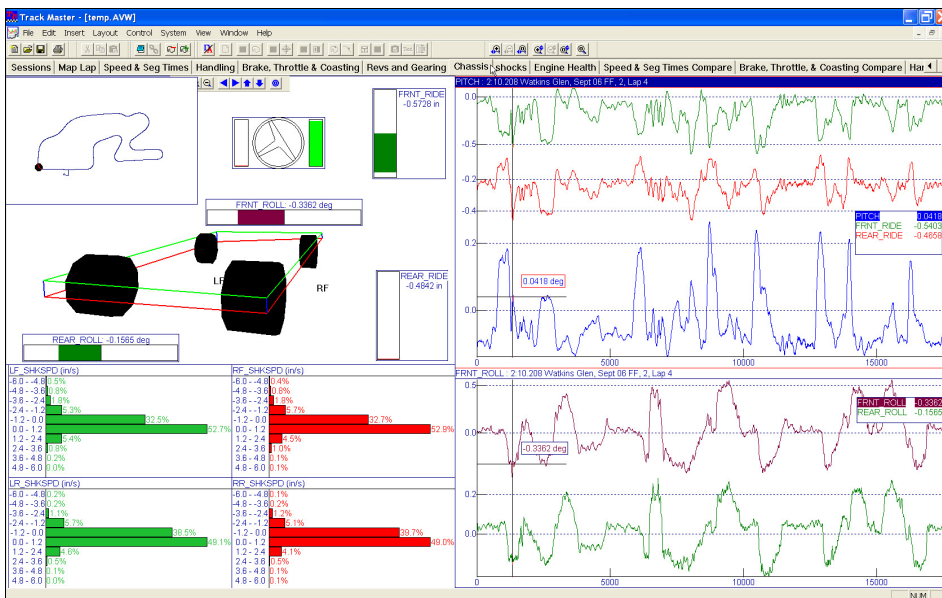 Track Master - [temp.AVW]
File Edit Insert Layout Control System View Window Help
Sessions Map Lap Speed & Seg Times Handling Brake, Throttle & Coasting Revs and Gearing Chassis shocks Engine Health Speed & Seg Times Compare Brake, Throttle, & Coasting Compare Har
FRNT_RIDE
-0.5728 in
FRNT_ROLL: -0.3362 deg
LF
RF
REAR_RIDE
-0.4842 in
REAR_ROLL: -0.1565 deg
PITCH : 2:10.208 Watkins Glen, Sept 06 FF, 2, Lap 4
0.0
-0.5
-0.2
-0.4
0.2
0.0
PITCH 0.0418
FRNT_RIDE -0.5403
REAR_RIDE -0.4658
0.0418 deg
0 5000 10000 15000
FRNT_ROLL : 2:10.208 Watkins Glen, Sept 06 FF, 2, Lap 4
0.5
0.0
0.2
0.0
FRNT_ROLL -0.3362
REAR_ROLL -0.1565
-0.3362 deg
0 5000 10000 15000
LF_SHKSPD (in/s)
-6.0 - -4.8 0.5%
-4.8 - -3.6 0.8%
-3.6 - -2.4 1.8%
-2.4 - -1.2 5.3%
-1.2 - 0.0 32.5%
0.0 - 1.2 52.7%
1.2 - 2.4 5.4%
2.4 - 3.6 0.8%
3.6 - 4.8 0.2%
4.8 - 6.0 0.0%
RF_SHKSPD (in/s)
-6.0 - -4.8 0.4%
-4.8 - -3.6 0.8%
-3.6 - -2.4 1.8%
-2.4 - -1.2 5.7%
-1.2 - 0.0 32.7%
0.0 - 1.2 52.9%
1.2 - 2.4 4.5%
2.4 - 3.6 1.0%
3.6 - 4.8 0.1%
4.8 - 6.0 0.1%
LR_SHKSPD (in/s)
-6.0 - -4.8 0.2%
-4.8 - -3.6 0.2%
-3.6 - -2.4 1.1%
-2.4 - -1.2 5.7%
-1.2 - 0.0 38.5%
0.0 - 1.2 49.1%
1.2 - 2.4 4.6%
2.4 - 3.6 0.5%
3.6 - 4.8 0.1%
4.8 - 6.0 0.0%
RR_SHKSPD (in/s)
-6.0 - -4.8 0.1%
-4.8 - -3.6 0.2%
-3.6 - -2.4 1.2%
-2.4 - -1.2 5.1%
-1.2 - 0.0 39.7%
0.0 - 1.2 49.0%
1.2 - 2.4 4.1%
2.4 - 3.6 0.5%
3.6 - 4.8 0.1%
4.8 - 6.0 0.1%
NUM